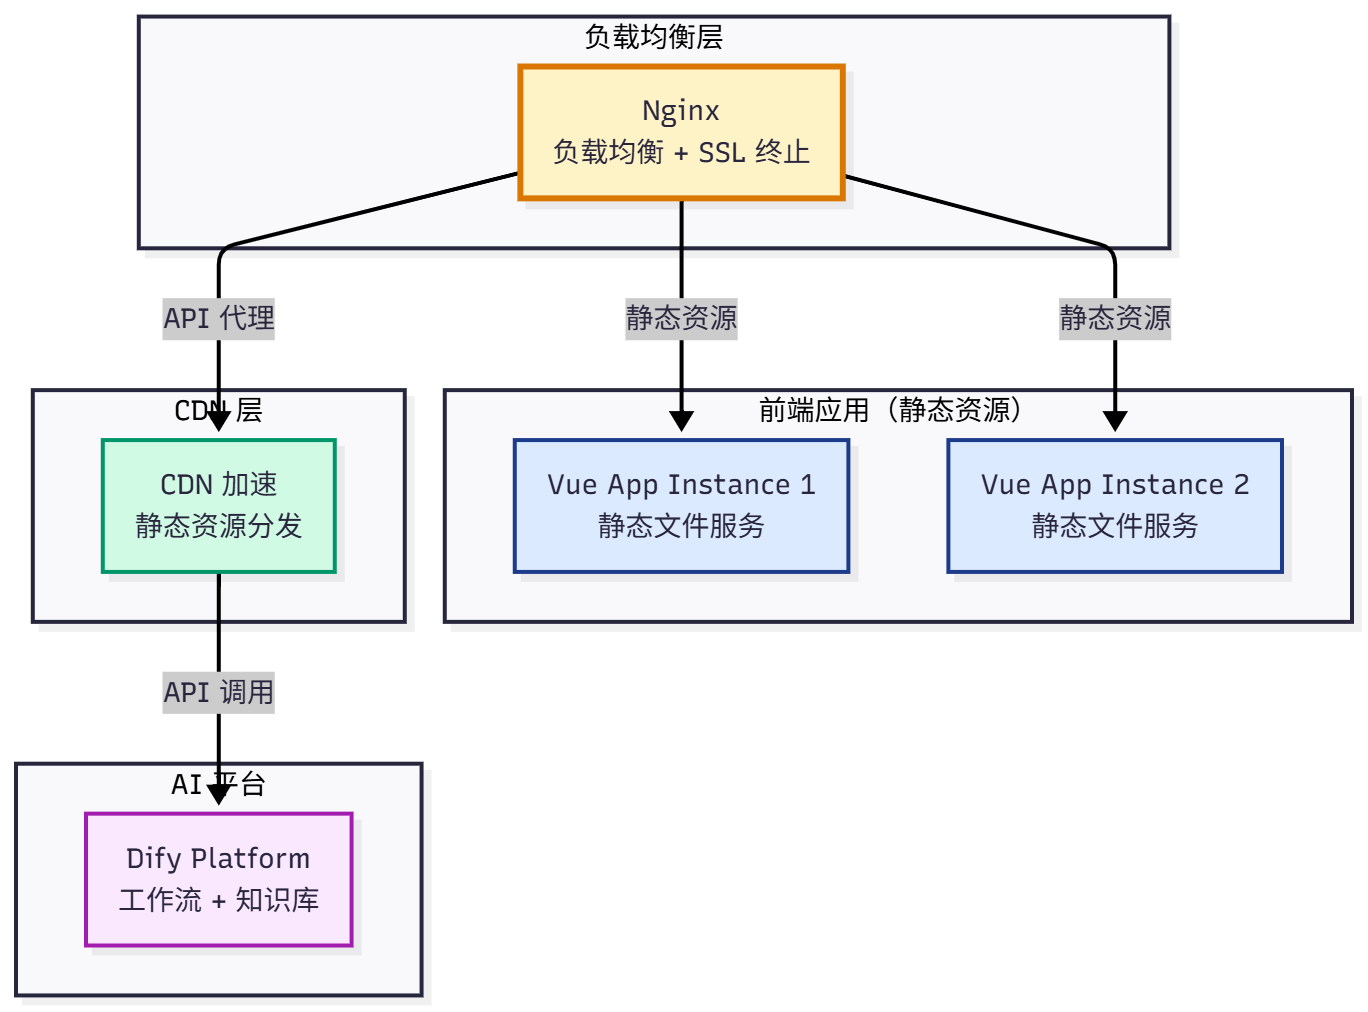 负载均衡层
Nginx
负载均衡 + SSL 终止
API 代理
静态资源
静态资源
CDN 层
CDN 加速
静态资源分发
前端应用（静态资源）
Vue App Instance 1
静态文件服务
Vue App Instance 2
静态文件服务
API 调用
AI 平台
Dify Platform
工作流 + 知识库